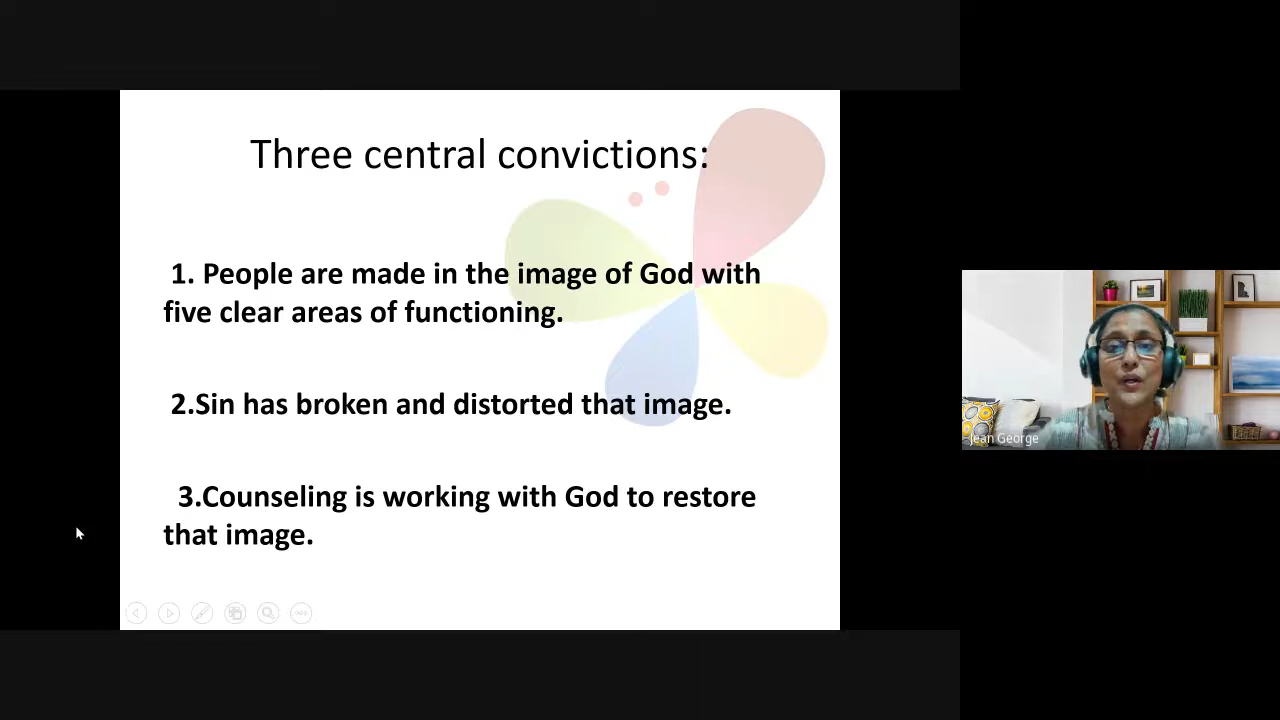 Three central convictions:
1. People are made in the image of God with
five clear areas of functioning.
2.Sin has broken and distorted that image.
3.Counseling is working with God to restore
that image.
Jean George